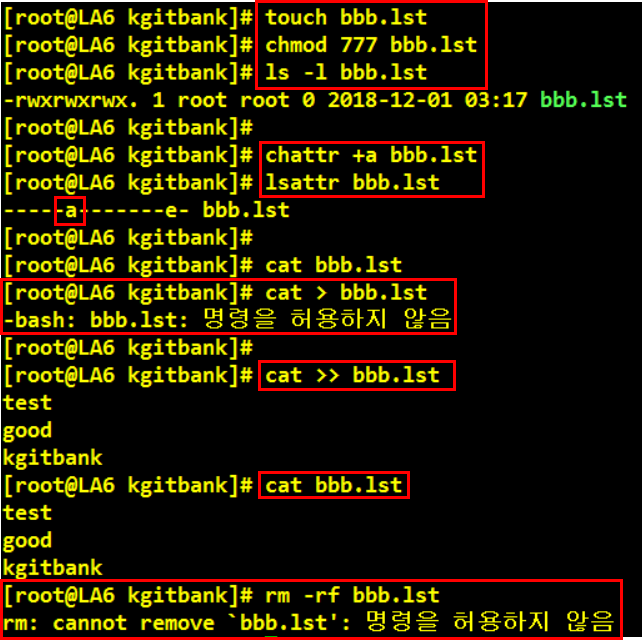 [root@LA6 kgitbank]# touch bbb.lst
[root@LA6 kgitbank]# chmod 777 bbb.lst
[root@LA6 kgitbank]# ls -l bbb.lst
-rwxrwxrwx. 1 root root 0 2018-12-01 03:17 bbb.lst
[root@LA6 kgitbank]#
[root@LA6 kgitbank]# chattr +a bbb.lst
[root@LA6 kgitbank]# lsattr bbb.lst
-----a-------e- bbb.lst
[root@LA6 kgitbank]#
[root@LA6 kgitbank]# cat bbb.lst
[root@LA6 kgitbank]# cat > bbb.lst
-bash: bbb.lst: 명령을 허용하지 않음
[root@LA6 kgitbank]#
[root@LA6 kgitbank]# cat >> bbb.lst
test
good
kgitbank
[root@LA6 kgitbank]# cat bbb.lst
test
good
kgitbank
[root@LA6 kgitbank]# rm -rf bbb.lst
rm: cannot remove `bbb.lst': 명령을 허용하지 않음